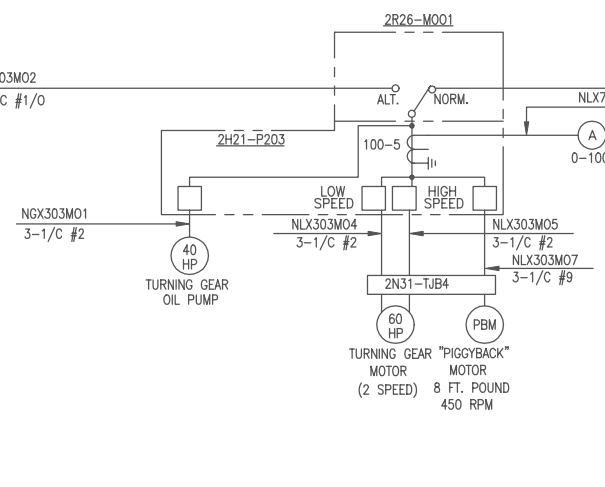 2R26-M001
03M02
C #1/0
ALT.
NORM.
NLX7
2H21-P203
100-5
A
0-100
LOW
SPEED
HIGH
SPEED
NGX303M01
3-1/C #2
NLX303M04
3-1/C #2
NLX303M05
3-1/C #2
NLX303M07
3-1/C #9
40
HP
2N31-TJB4
TURNING GEAR
OIL PUMP
60
HP
PBM
TURNING GEAR
MOTOR
(2 SPEED)
"PIGGYBACK"
MOTOR
8 FT. POUND
450 RPM